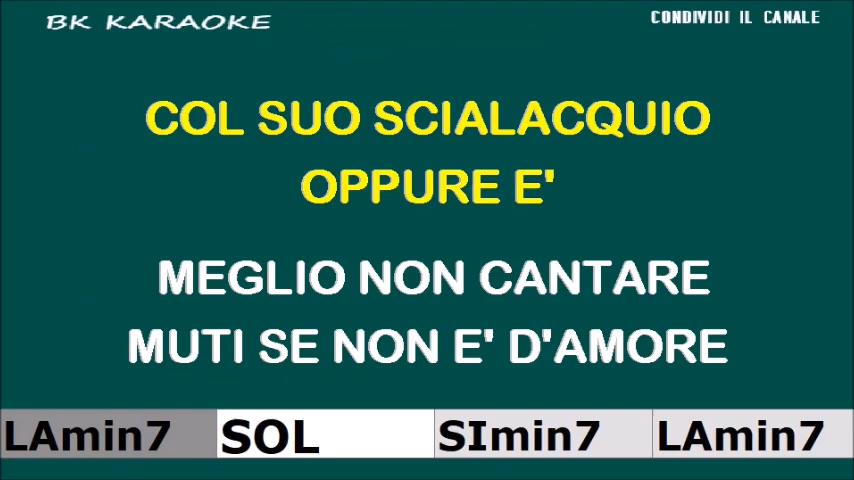 BK KARAOKE
CONDIVIDI IL CANALE
COL SUO SCIALACQUIO
OPPURE E'
MEGLIO NON CANTARE
MUTI SE NON E' D'AMORE
LAmin7 SOL SImin7 LAmin7